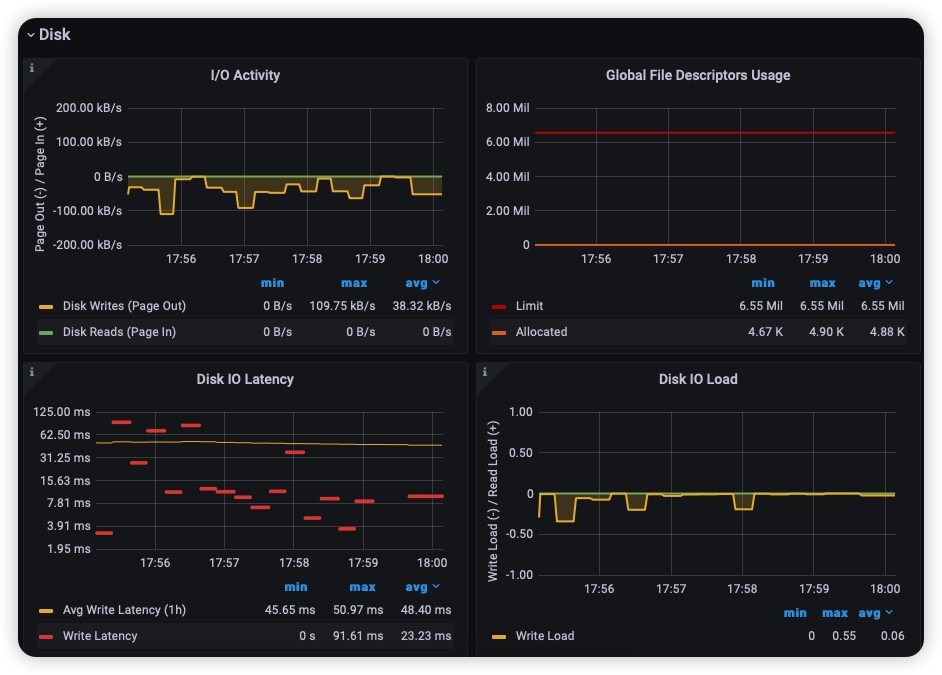 Disk
I/O Activity
Page Out (-) / Page In (+)
200.00 kB/s
100.00 kB/s
0 B/s
-100.00 kB/s
-200.00 kB/s
17:56 17:57 17:58 17:59 18:00
min max avg
Disk Writes (Page Out) 0 B/s 109.75 kB/s 38.32 kB/s
Disk Reads (Page In) 0 B/s 0 B/s 0 B/s
Global File Descriptors Usage
8.00 Mil
6.00 Mil
4.00 Mil
2.00 Mil
0
17:56 17:57 17:58 17:59 18:00
min max avg
Limit 6.55 Mil 6.55 Mil 6.55 Mil
Allocated 4.67 K 4.90 K 4.88 K
Disk IO Latency
125.00 ms
62.50 ms
31.25 ms
15.63 ms
7.81 ms
3.91 ms
1.95 ms
17:56 17:57 17:58 17:59 18:00
min max avg
Avg Write Latency (1h) 45.65 ms 50.97 ms 48.40 ms
Write Latency 0 s 91.61 ms 23.23 ms
Disk IO Load
Write Load (-) / Read Load (+)
1.00
0.50
0
-0.50
-1.00
17:56 17:57 17:58 17:59 18:00
min max avg
Write Load 0 0.55 0.06